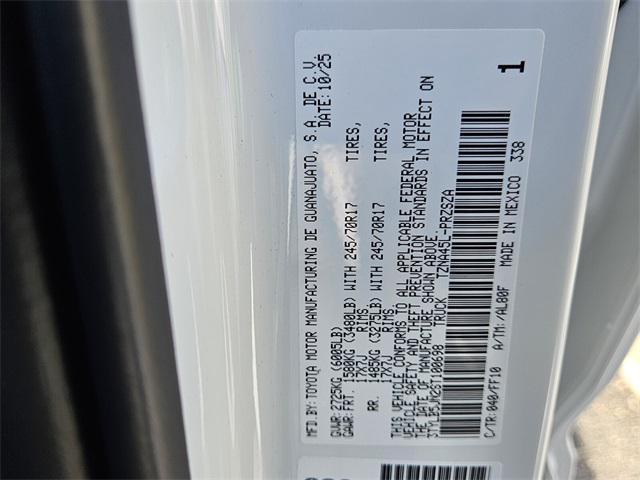 MFD.BY:TOYOTA MOTOR MANUFACTURING DE GUANAJUATO, S.A. DE C.V.
DATE:10/25
GVWR:2725KG (6005LB)
GAWR:FRT. 1580KG (3480LB) WITH 245/70R17 TIRES,
17X7J RIMS.
RR. 1485KG (3275LB) WITH 245/70R17 TIRES,
17X7J RIMS.
THIS VEHICLE CONFORMS TO ALL APPLICABLE FEDERAL MOTOR
VEHICLE SAFETY AND THEFT PREVENTION STANDARDS IN EFFECT ON
THE DATE OF MANUFACTURE SHOWN ABOVE.
TRUCK TZNA45L-PRZSZA
C/TR:040/FF10 A/TM: /AL80F MADE IN MEXICO 338
1